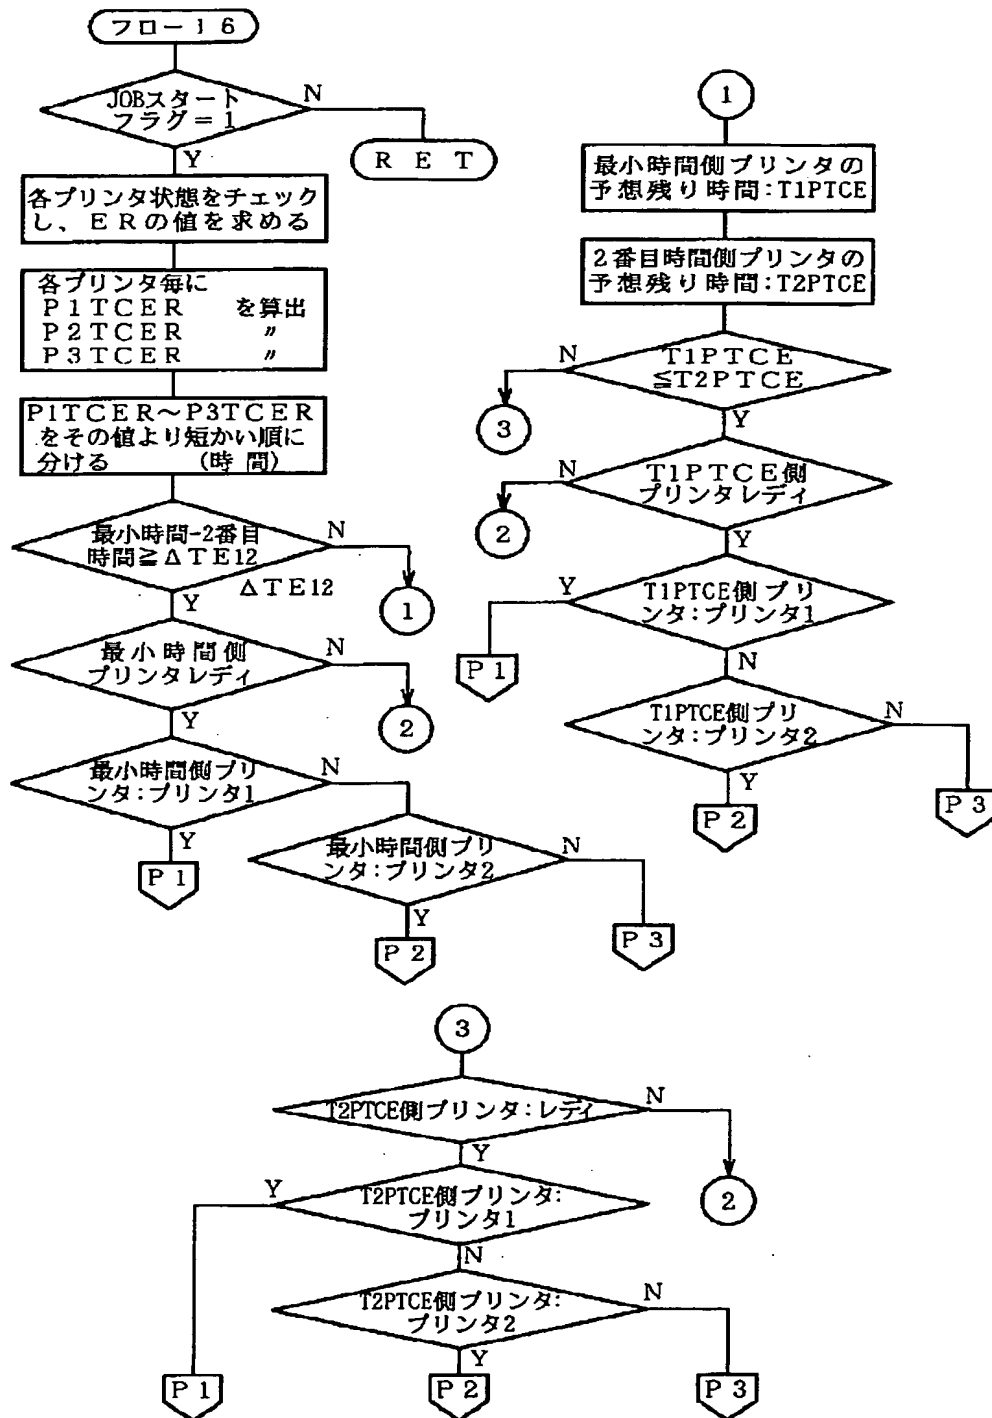 フロー16
JOBスタート
フラグ=1
N
RET
Y
各プリンタ状態をチェック
し、ERの値を求める
各プリンタ毎に
P1TCER を算出
P2TCER 〃
P3TCER 〃
P1TCER～P3TCER
をその値より短かい順に
分ける (時間)
最小時間-2番目
時間≧ΔTE12
N
ΔTE12
1
Y
最小時間側
プリンタレディ
N
2
Y
最小時間側プリ
ンタ:プリンタ1
N
Y
P1
最小時間側プリ
ンタ:プリンタ2
N
Y
P2
P3
1
最小時間側プリンタの
予想残り時間:T1PTCE
2番目時間側プリンタの
予想残り時間:T2PTCE
T1PTCE
≦T2PTCE
N
3
Y
T1PTCE側
プリンタレディ
N
2
Y
T1PTCE側プリ
ンタ:プリンタ1
Y
P1
N
T1PTCE側プリ
ンタ:プリンタ2
N
Y
P2
P3
3
T2PTCE側プリンタ:レディ
N
2
Y
T2PTCE側プリンタ:
プリンタ1
Y
N
T2PTCE側プリンタ:
プリンタ2
N
Y
P1
P2
P3